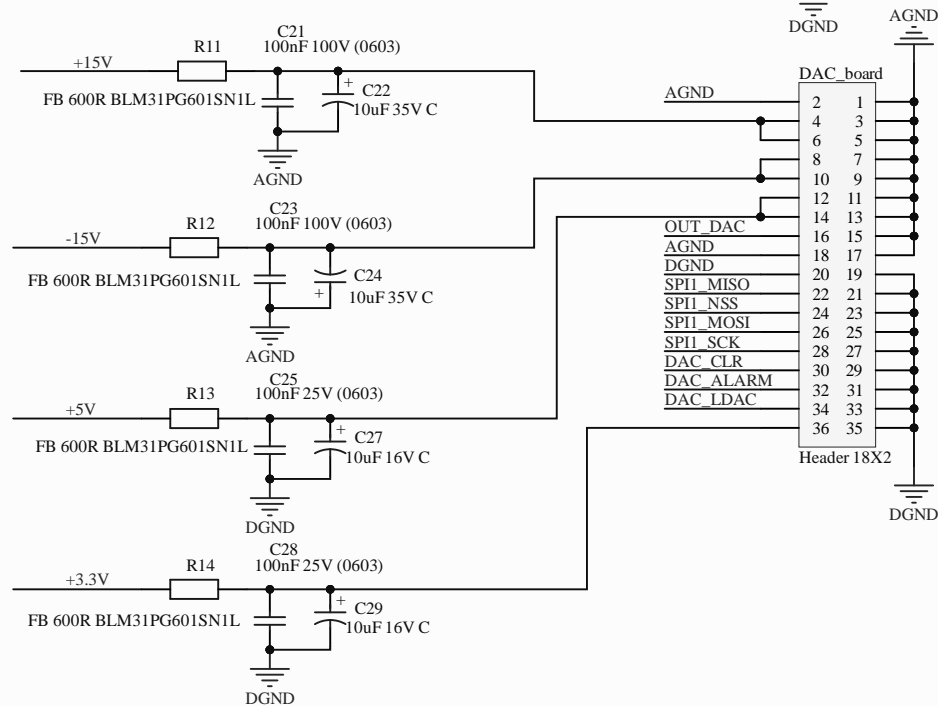 DGND
AGND
C21
100nF 100V (0603)
R11
+15V
FB 600R BLM31PG601SN1L
+
C22
10uF 35V C
AGND
C23
100nF 100V (0603)
R12
-15V
FB 600R BLM31PG601SN1L
C24
+
10uF 35V C
AGND
C25
100nF 25V (0603)
R13
+5V
FB 600R BLM31PG601SN1L
+
C27
10uF 16V C
DGND
C28
100nF 25V (0603)
R14
+3.3V
FB 600R BLM31PG601SN1L
+
C29
10uF 16V C
DGND
DAC_board
AGND 2 1
4 3
6 5
8 7
10 9
12 11
14 13
OUT_DAC 16 15
AGND 18 17
DGND 20 19
SPI1_MISO 22 21
SPI1_NSS 24 23
SPI1_MOSI 26 25
SPI1_SCK 28 27
DAC_CLR 30 29
DAC_ALARM 32 31
DAC_LDAC 34 33
36 35
Header 18X2
DGND